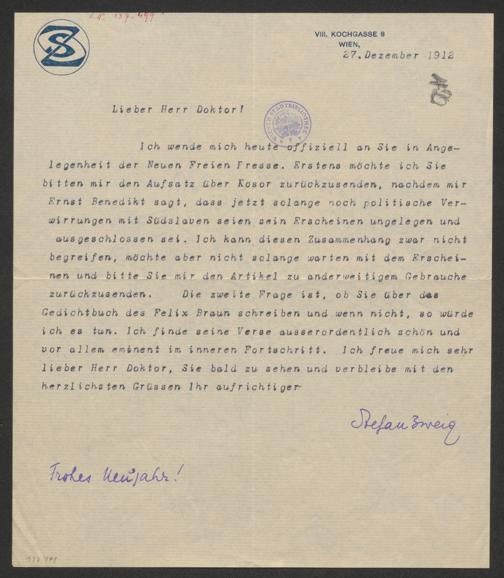 SZ
VIII. KOCHGASSE 8
WIEN,
27. Dezember 1912
Lieber Herr Doktor!
Ich wende mich heute offiziell an Sie in Ange-
legenheit der Neuen Freien Presse. Erstens möchte ich Sie
bitten mir den Aufsatz über Kosor zurückzusenden, nachdem mir
Ernst Benedikt sagt, dass jetzt solange noch politische Ver-
wirrungen mit Südslaven seien sein Erscheinen ungelegen und
ausgeschlossen sei. Ich kann diesen Zusammenhang zwar nicht
begreifen, möchte aber nicht solange warten mit dem Erschei-
nen und bitte Sie mir den Artikel zu anderweitigem Gebrauche
zurückzusenden. Die zweite Frage ist, ob Sie über das
Gedichtbuch des Felix Braun schreiben und wenn nicht, so würde
ich es tun. Ich finde seine Verse ausserordentlich schön und
vor allem eminent im inneren Fortschritt. Ich freue mich sehr
lieber Herr Doktor, Sie bald zu sehen und verbleibe mit den
herzlichsten Grüssen Ihr aufrichtiger
Stefan Zweig
Frohes Neujahr!